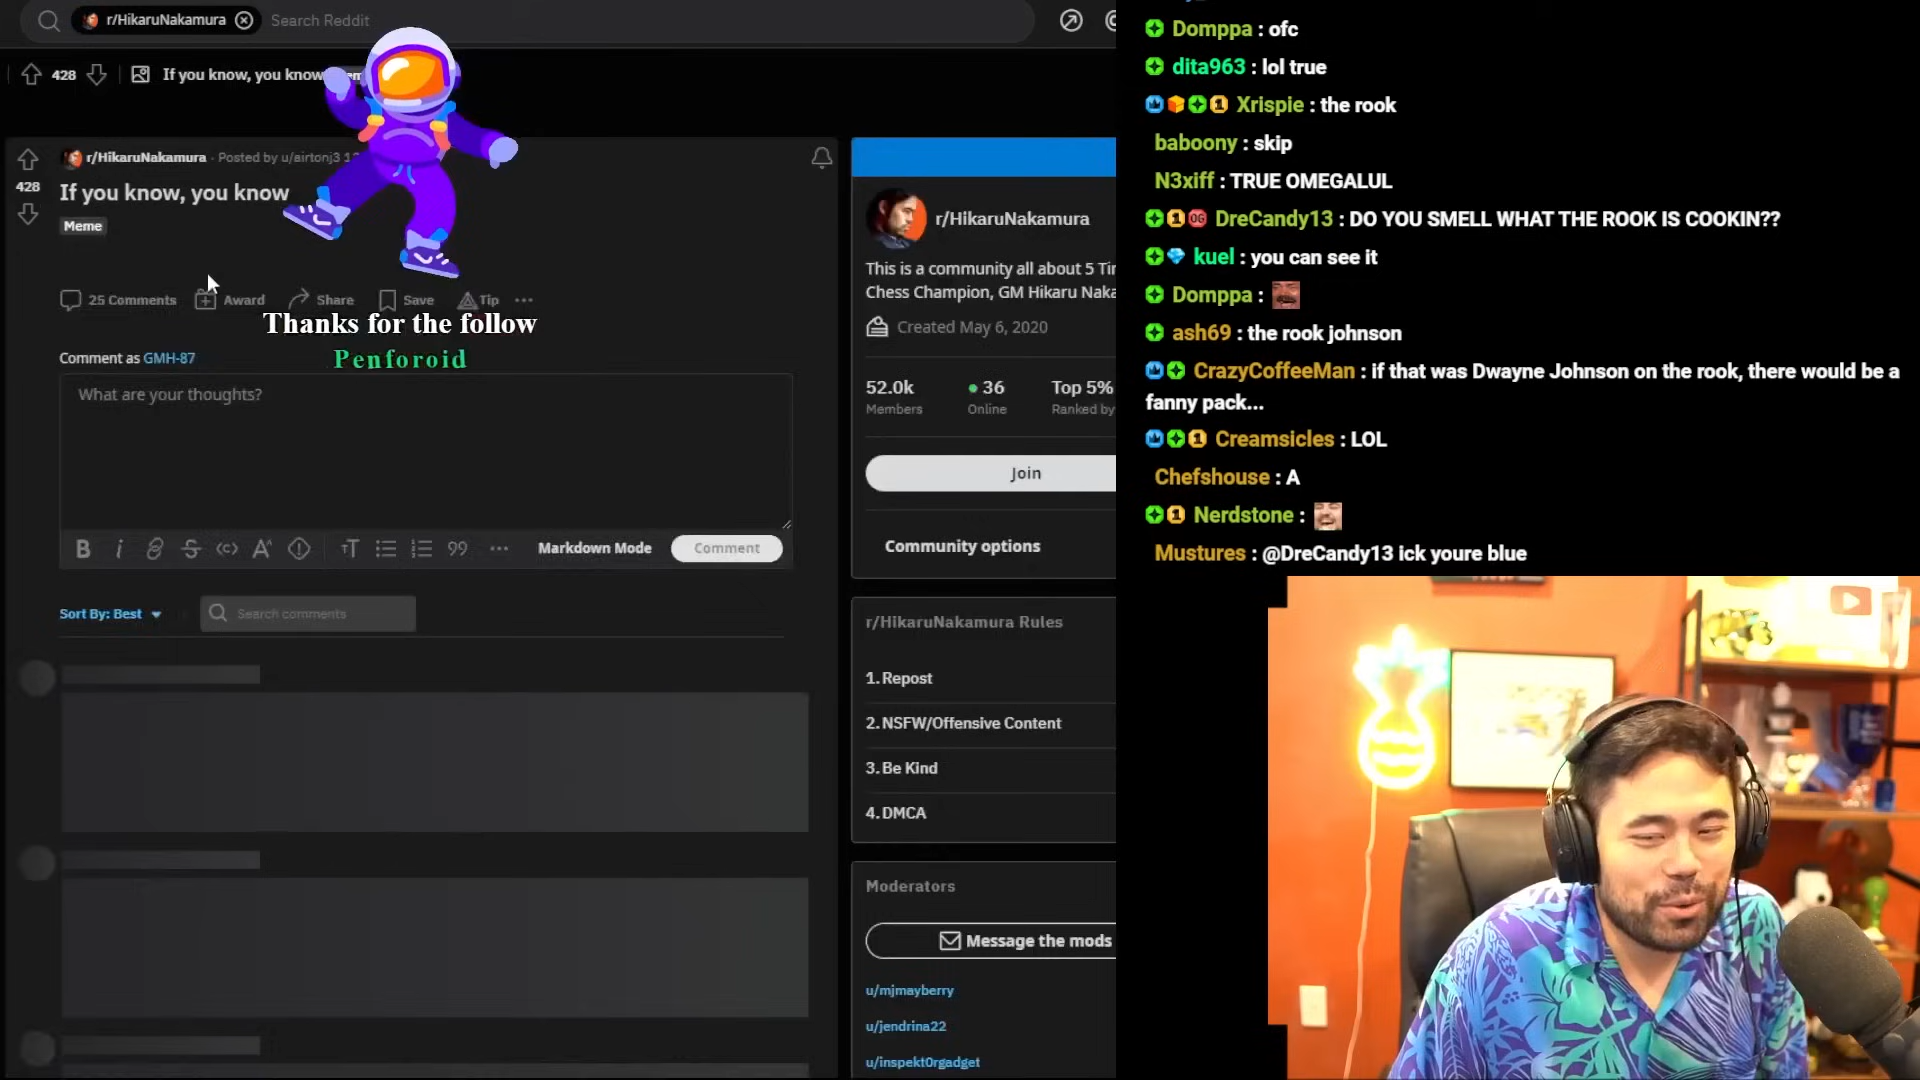 r/HikaruNakamura
Search Reddit
428
If you know, you know
r/HikaruNakamura · Posted by u/airtonj3
428
If you know, you know
Meme
25 Comments
Award
Share
Save
Tip
Thanks for the follow
Penforoid
Comment as GMH-87
What are your thoughts?
Markdown Mode
Comment
Sort By: Best
Search comments
r/HikaruNakamura
This is a community all about 5 Ti
Chess Champion, GM Hikaru Naka
Created May 6, 2020
52.0k
36
Top 5%
Members
Online
Ranked by
Join
Community options
r/HikaruNakamura Rules
1. Repost
2. NSFW/Offensive Content
3. Be Kind
4. DMCA
Moderators
Message the mods
u/mjmayberry
u/jendrina22
u/inspekt0rgadget
Domppa : ofc
dita963 : lol true
Xrispie : the rook
baboony : skip
N3xiff : TRUE OMEGALUL
DreCandy13 : DO YOU SMELL WHAT THE ROOK IS COOKIN??
kuel : you can see it
Domppa :
ash69 : the rook johnson
CrazyCoffeeMan : if that was Dwayne Johnson on the rook, there would be a
fanny pack...
Creamsicles : LOL
Chefshouse : A
Nerdstone :
Mustures : @DreCandy13 ick youre blue